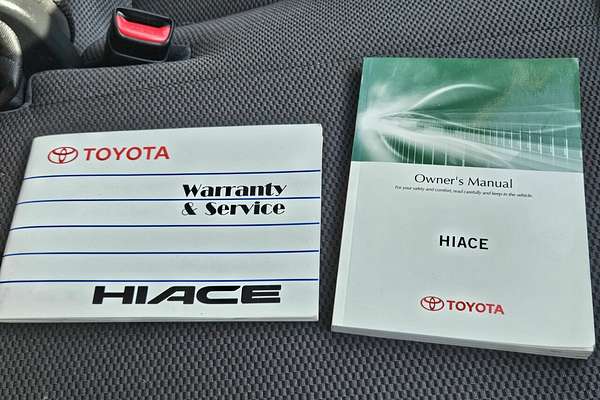 TOYOTA
Warranty
& Service
HIACE
Owner's Manual
For your safety and comfort, read carefully and keep in the vehicle.
HIACE
TOYOTA